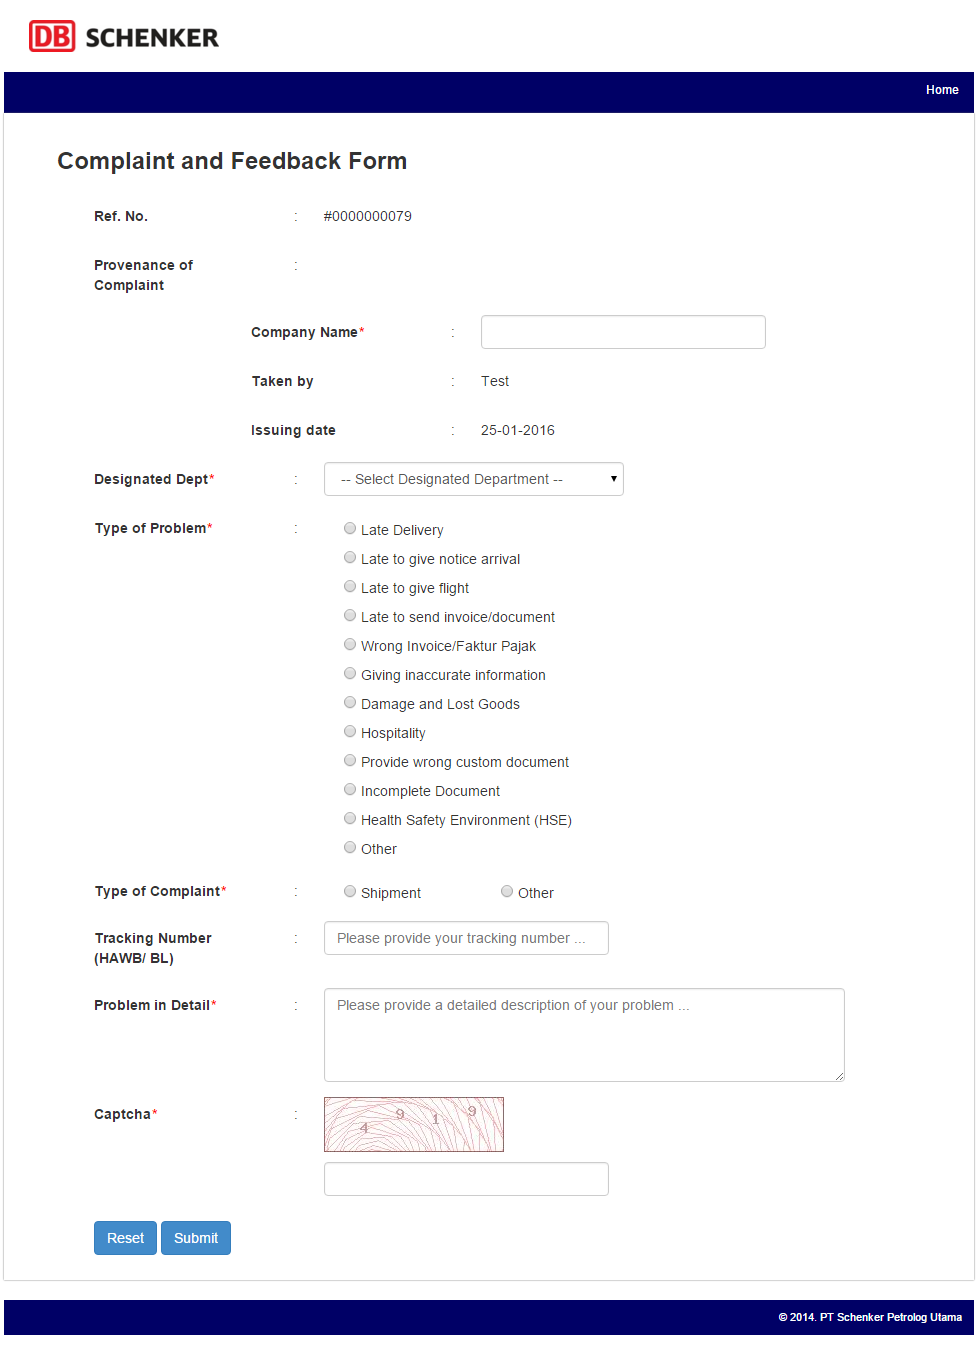 DB SCHENKER
Home
Complaint and Feedback Form
Ref. No. : #0000000079
Provenance of :
Complaint
Company Name* :
Taken by : Test
Issuing date : 25-01-2016
Designated Dept* : -- Select Designated Department --
Type of Problem* : Late Delivery
Late to give notice arrival
Late to give flight
Late to send invoice/document
Wrong Invoice/Faktur Pajak
Giving inaccurate information
Damage and Lost Goods
Hospitality
Provide wrong custom document
Incomplete Document
Health Safety Environment (HSE)
Other
Type of Complaint* : Shipment Other
Tracking Number : Please provide your tracking number ...
(HAWB/ BL)
Problem in Detail* : Please provide a detailed description of your problem ...
Captcha* : 4 9 1 9
Reset Submit
© 2014. PT Schenker Petrolog Utama